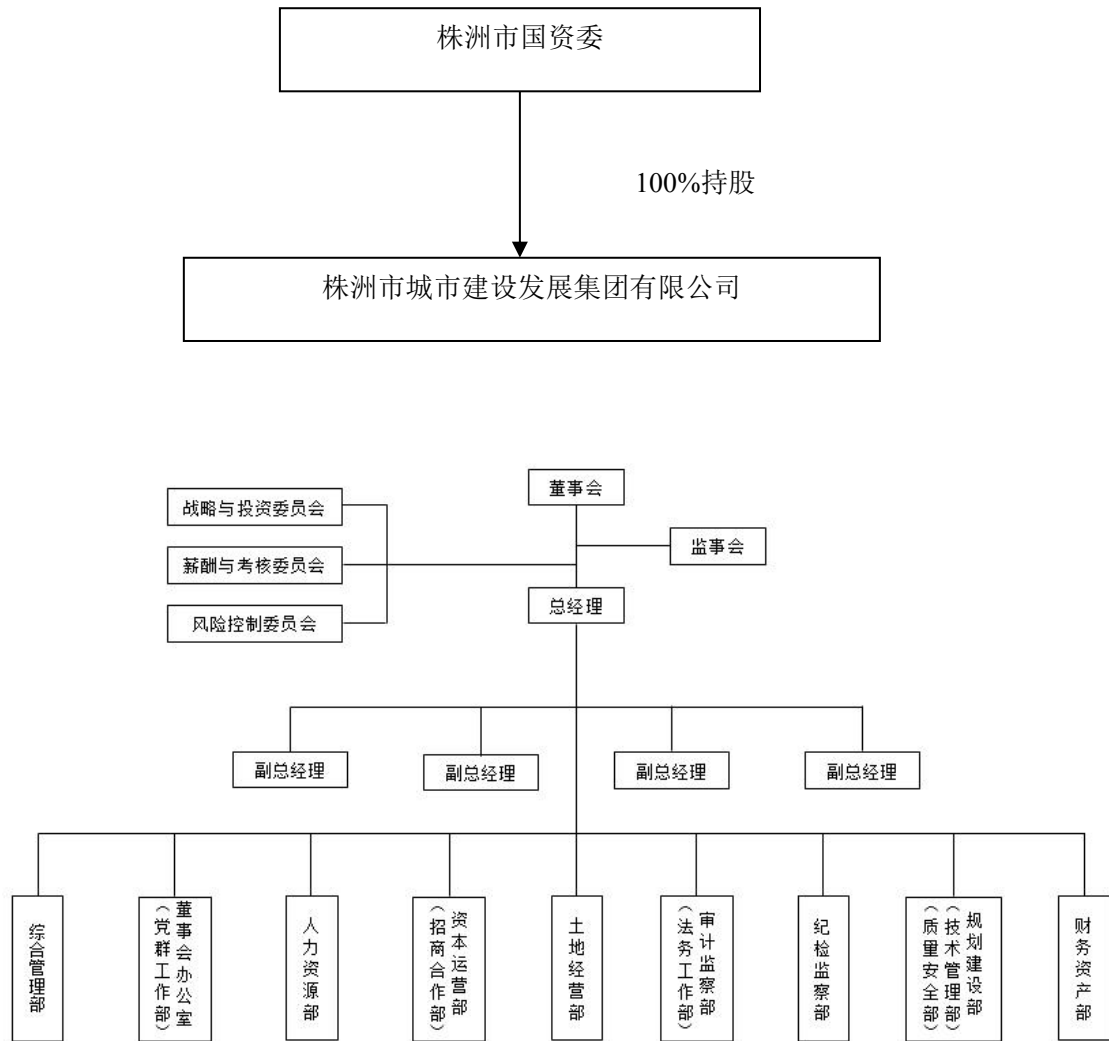 株洲市国资委
100%持股
株洲市城市建设发展集团有限公司
董事会
战略与投资委员会
监事会
薪酬与考核委员会
总经理
风险控制委员会
副总经理
副总经理
副总经理
副总经理
综合管理部
董事会办公室
（党群工作部）
人力资源部
资本运营部
（招商合作部）
土地经营部
审计监察部
（法务工作部）
纪检监察部
规划建设部
（技术管理部）
（质量安全部）
财务资产部